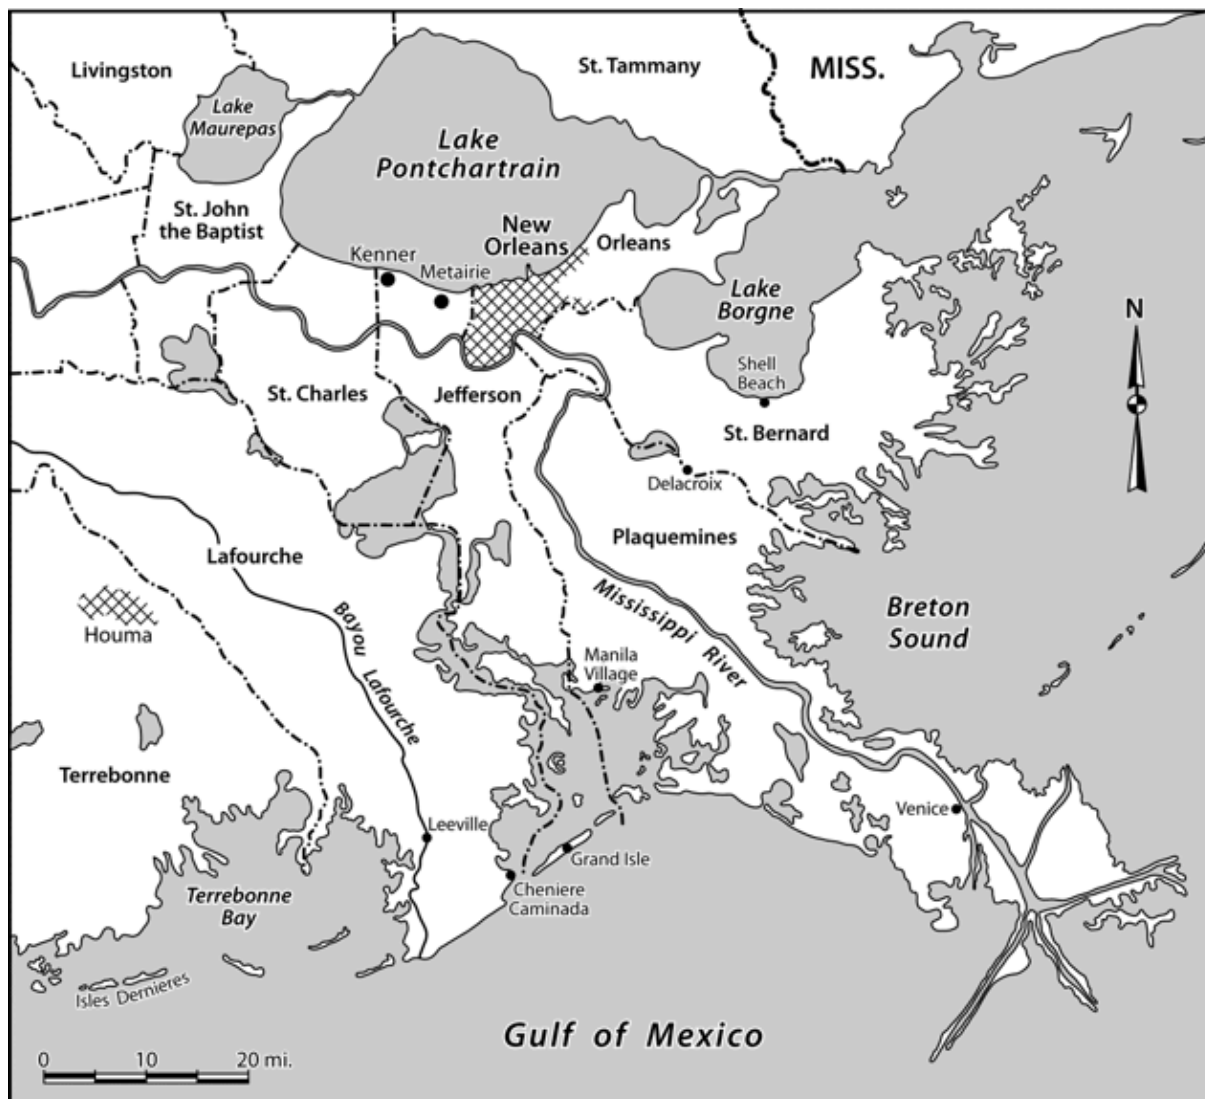 Livingston
St. Tammany
MISS.
Lake
Maurepas
Lake
Pontchartrain
St. John
the Baptist
New
Orleans
Orleans
Kenner
Metairie
Lake
Borgne
N
Shell
Beach
St. Charles
Jefferson
St. Bernard
Delacroix
Plaquemines
Lafourche
Houma
Bayou Lafourche
Mississippi River
Breton
Sound
Manila
Village
Terrebonne
Venice
Leeville
Grand Isle
Cheniere
Caminada
Terrebonne
Bay
Isles Dernieres
Gulf of Mexico
0 10 20 mi.